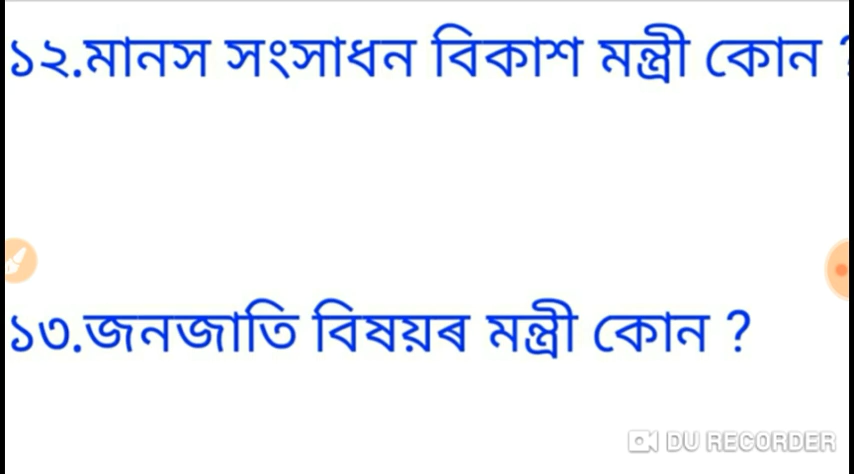 ১২.মানস সংসাধন বিকাশ মন্ত্ৰী কোন ?
১৩.জনজাতি বিষয়ৰ মন্ত্ৰী কোন ?
DU RECORDER